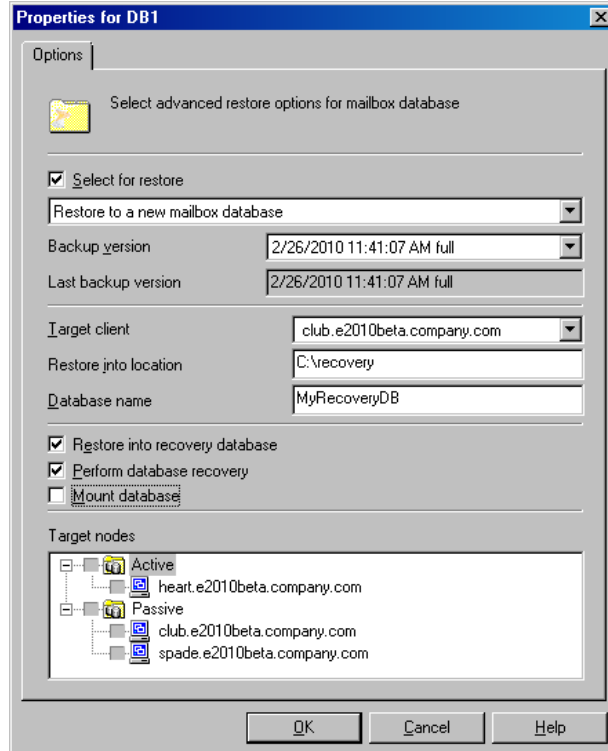 Properties for DB1
Options
Select advanced restore options for mailbox database
Select for restore
Restore to a new mailbox database
Backup version 2/26/2010 11:41:07 AM full
Last backup version 2/26/2010 11:41:07 AM full
Target client club.e2010beta.company.com
Restore into location C:\recovery
Database name MyRecoveryDB
Restore into recovery database
Perform database recovery
Mount database
Target nodes
Active
heart.e2010beta.company.com
Passive
club.e2010beta.company.com
spade.e2010beta.company.com
OK Cancel Help